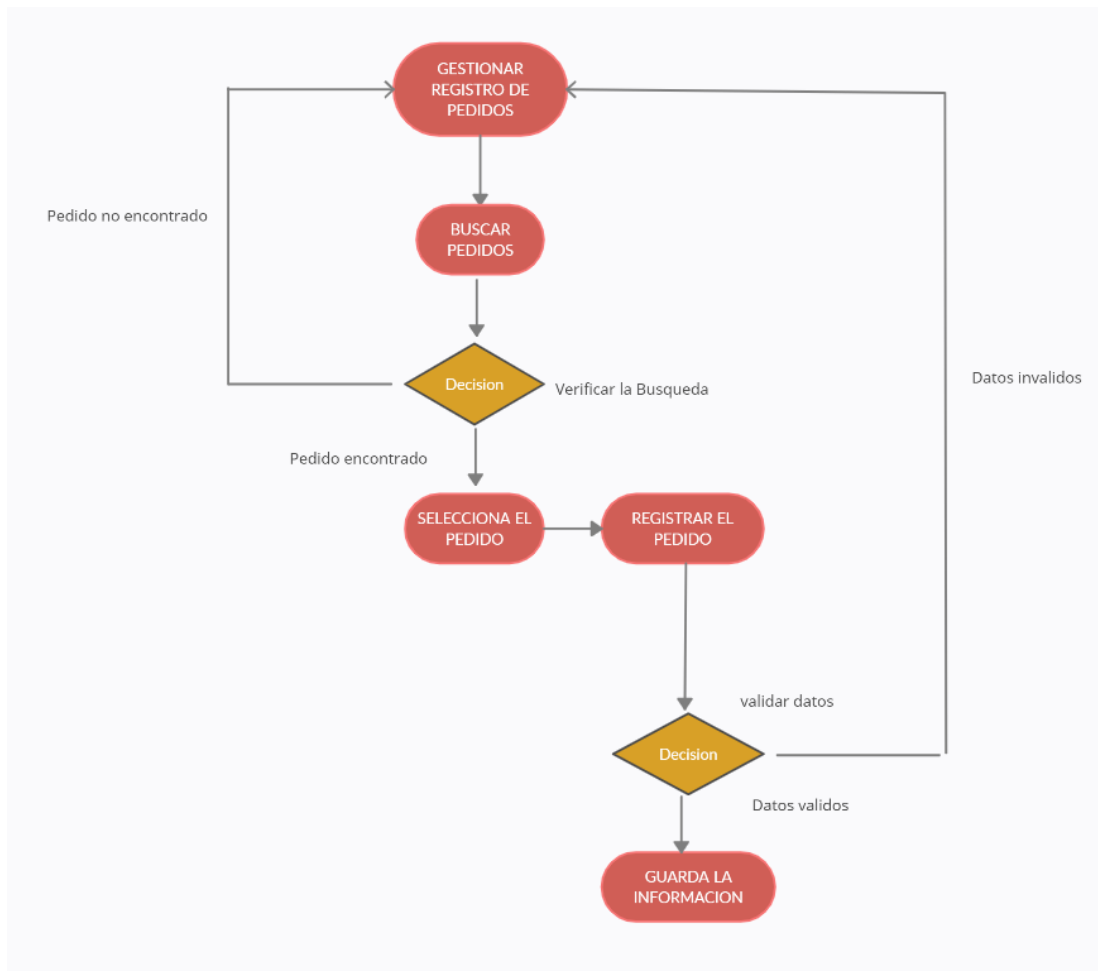 GESTIONAR
REGISTRO DE
PEDIDOS
Pedido no encontrado
BUSCAR
PEDIDOS
Decision
Verificar la Busqueda
Datos invalidos
Pedido encontrado
SELECCIONA EL
PEDIDO
REGISTRAR EL
PEDIDO
validar datos
Decision
Datos validos
GUARDA LA
INFORMACION